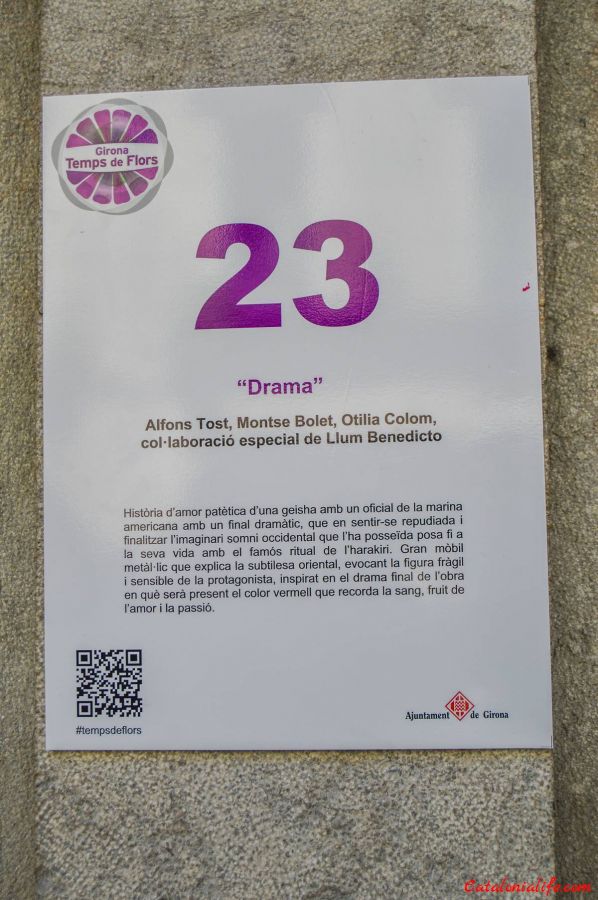 Girona
Temps de Flors
23
“Drama”
Alfons Tost, Montse Bolet, Otilia Colom,
col·laboració especial de Llum Benedicto
Història d’amor patètica d’una geisha amb un oficial de la marina
americana amb un final dramàtic, que en sentir-se repudiada i
finalitzar l’imaginari somni occidental que l’ha posseïda posa fi a
la seva vida amb el famós ritual de l’harakiri. Gran mòbil
metàl·lic que explica la subtilesa oriental, evocant la figura fràgil
i sensible de la protagonista, inspirat en el drama final de l’obra
en què serà present el color vermell que recorda la sang, fruit de
l’amor i la passió.
#tempsdeflors
Ajuntament de Girona
Catalonialife.com